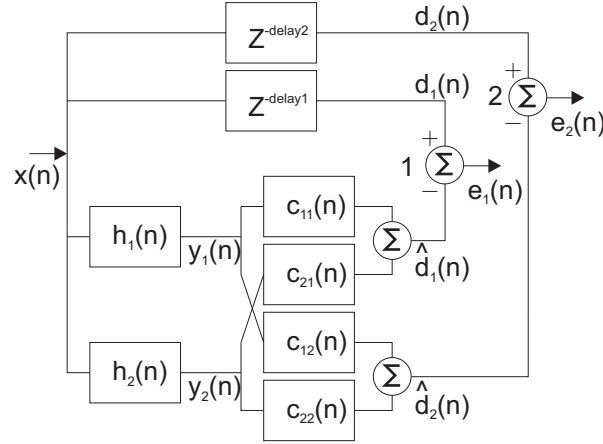 d₂(n)
Z⁻ᵈᵉˡᵃʸ²
+
2 Σ
−
e₂(n)
d₁(n)
Z⁻ᵈᵉˡᵃʸ¹
+
1 Σ
−
e₁(n)
x(n)
c₁₁(n)
h₁(n)
y₁(n)
Σ
d̂₁(n)
c₂₁(n)
c₁₂(n)
h₂(n)
y₂(n)
Σ
d̂₂(n)
c₂₂(n)